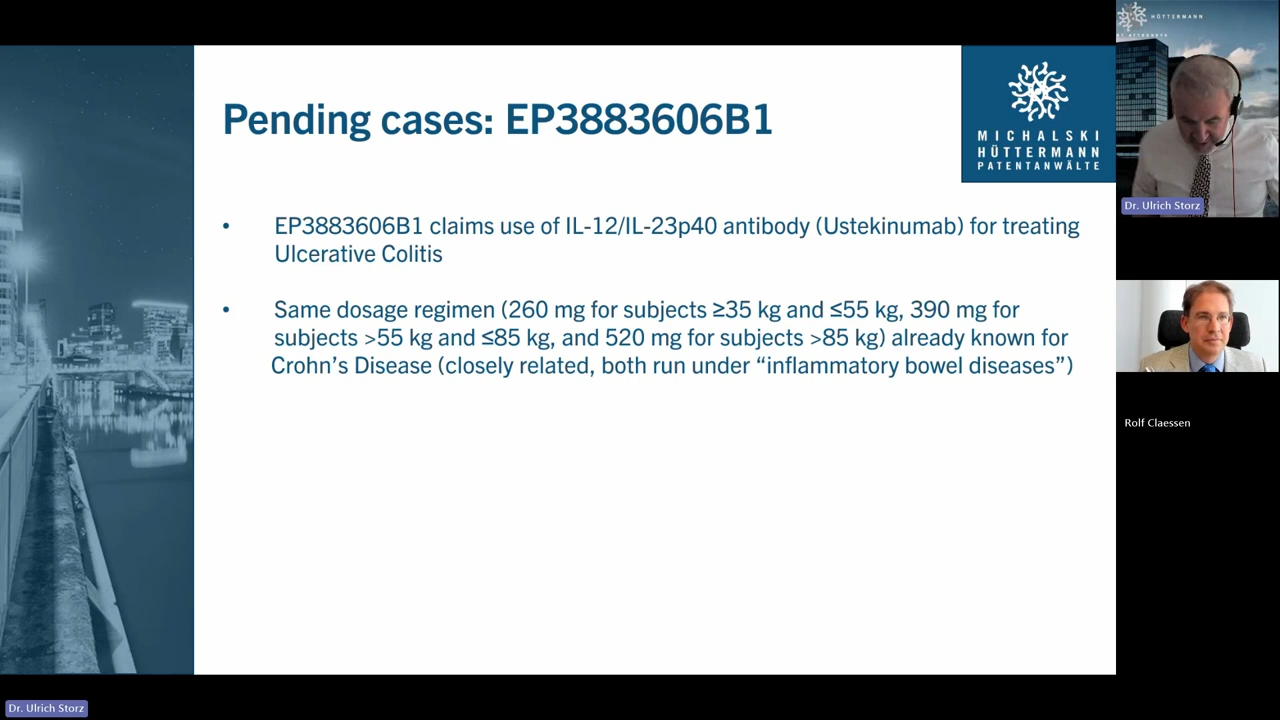 Pending cases: EP3883606B1
MICHALSKI
HÜTTERMANN
PATENTANWÄLTE
• EP3883606B1 claims use of IL-12/IL-23p40 antibody (Ustekinumab) for treating
Ulcerative Colitis
• Same dosage regimen (260 mg for subjects ≥35 kg and ≤55 kg, 390 mg for
subjects >55 kg and ≤85 kg, and 520 mg for subjects >85 kg) already known for
Crohn's Disease (closely related, both run under “inflammatory bowel diseases”)
HÜTTERMANN
Dr. Ulrich Storz
Rolf Claessen
Dr. Ulrich Storz